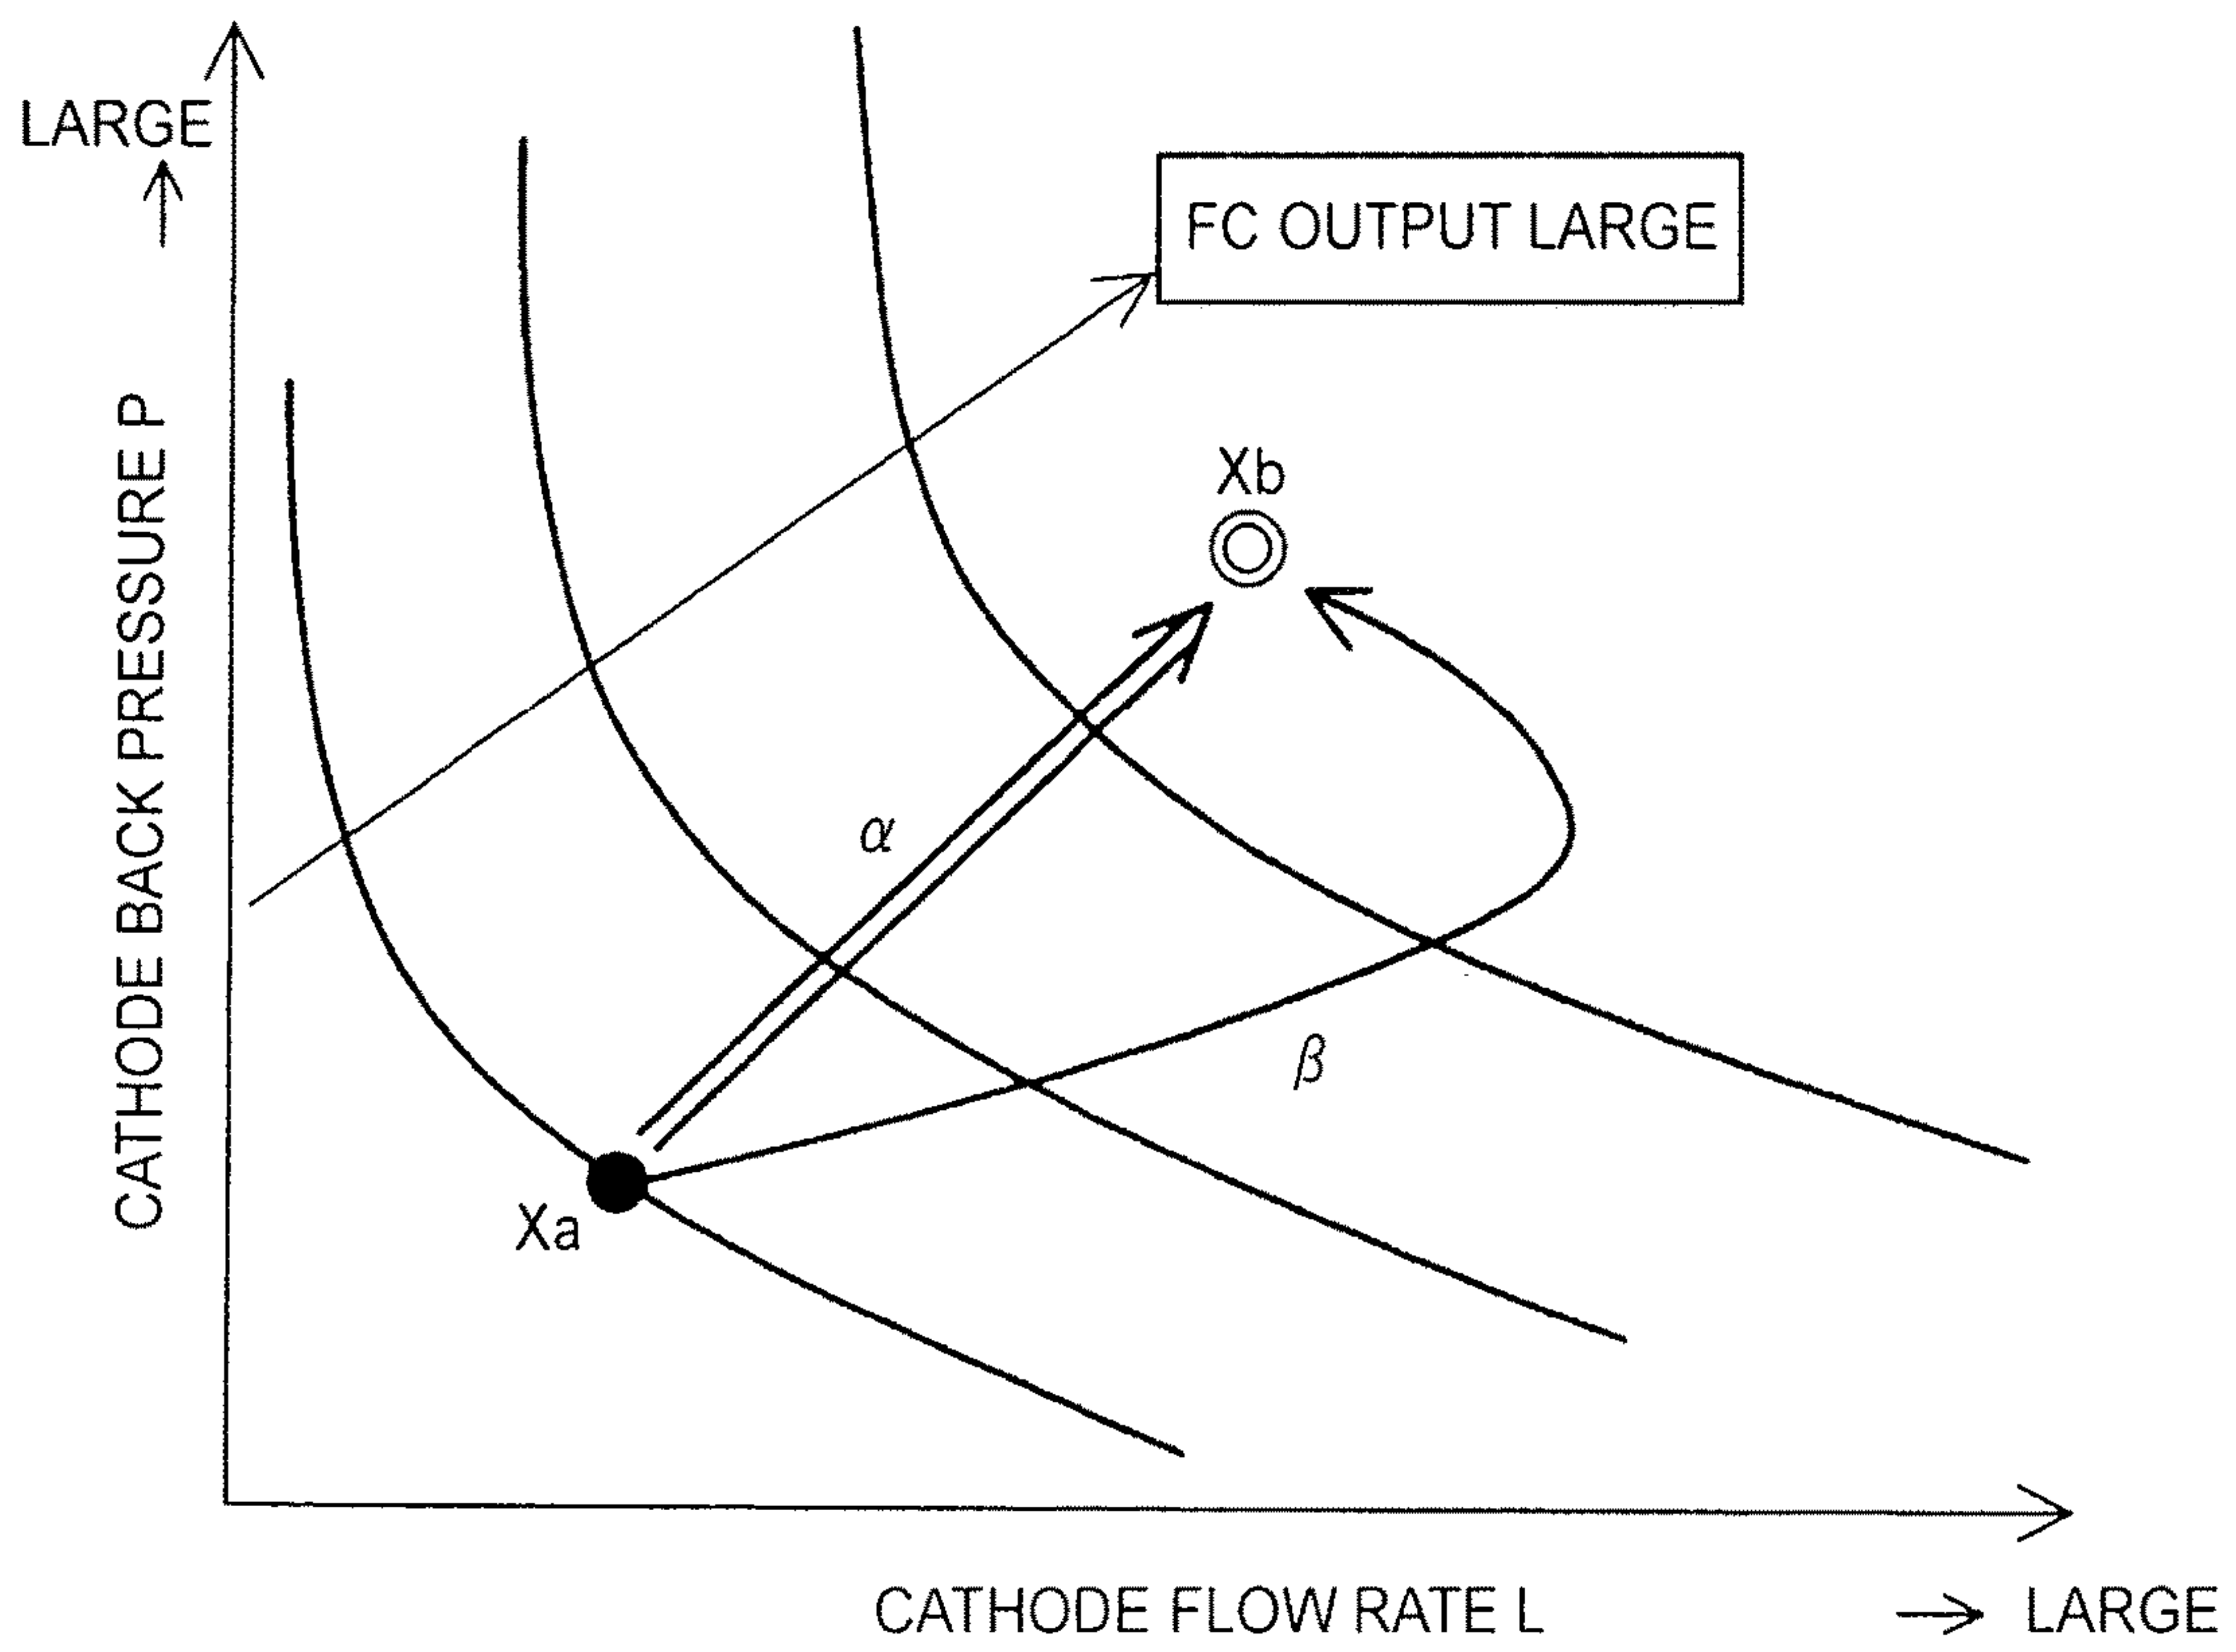 LARGE
CATHODE BACK PRESSURE P
FC OUTPUT LARGE
Xb
α
β
Xa
CATHODE FLOW RATE L
LARGE